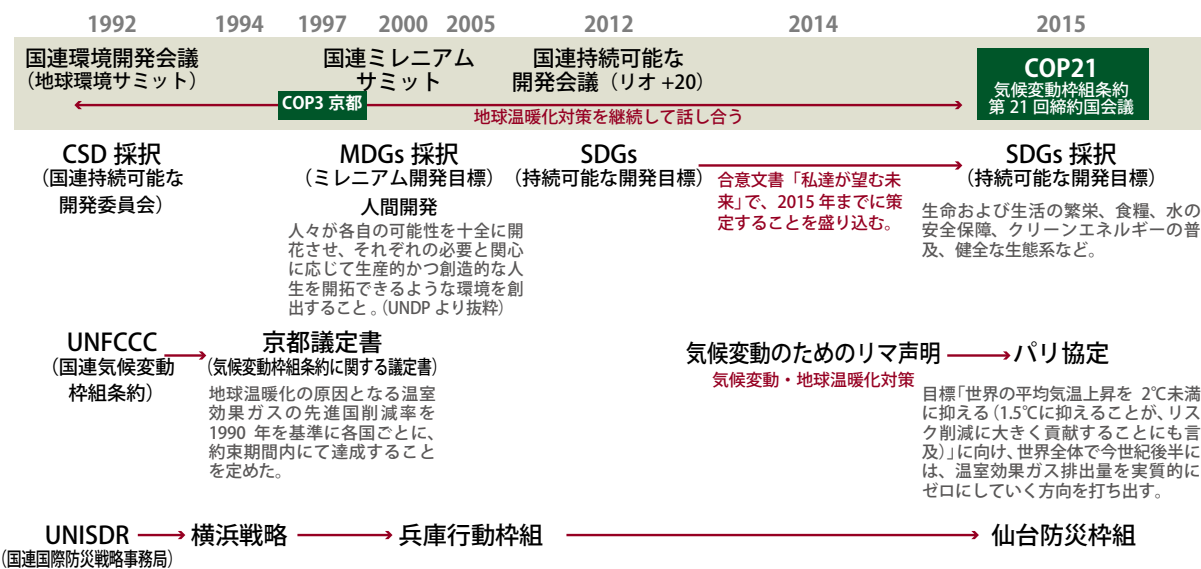 1992 1994 1997 2000 2005 2012 2014 2015
国連環境開発会議
（地球環境サミット）
国連ミレニアム
サミット
国連持続可能な
開発会議（リオ +20）
COP21
気候変動枠組条約
第 21 回締約国会議
COP3 京都
地球温暖化対策を継続して話し合う
CSD 採択
（国連持続可能な
開発委員会）
MDGs 採択
（ミレニアム開発目標）
人間開発
人々が各自の可能性を十全に開
花させ、それぞれの必要と関心
に応じて生産的かつ創造的な人
生を開拓できるような環境を創
出すること 。（UNDP より抜粋）
SDGs
（持続可能な開発目標）
合意文書「私達が望む未
来」で、2015 年までに策
定することを盛り込む。
SDGs 採択
（持続可能な開発目標）
生命および生活の繁栄、食糧、水の
安全保障、クリーンエネルギーの普
及、健全な生態系など。
UNFCCC
（国連気候変動
枠組条約）
京都議定書
（気候変動枠組条約に関する議定書）
地球温暖化の原因となる温室
効果ガスの先進国削減率を
1990 年を基準に各国ごとに、
約束期間内にて達成すること
を定めた。
気候変動のためのリマ声明
気候変動・地球温暖化対策
パリ協定
目標「世界の平均気温上昇を 2℃未満
に抑える（1.5℃に抑えることが、リス
ク削減に大きく貢献することにも言
及）」に向け、世界全体で今世紀後半に
は、温室効果ガス排出量を実質的に
ゼロにしていく方向を打ち出す。
UNISDR
（国連国際防災戦略事務局）
横浜戦略
兵庫行動枠組
仙台防災枠組